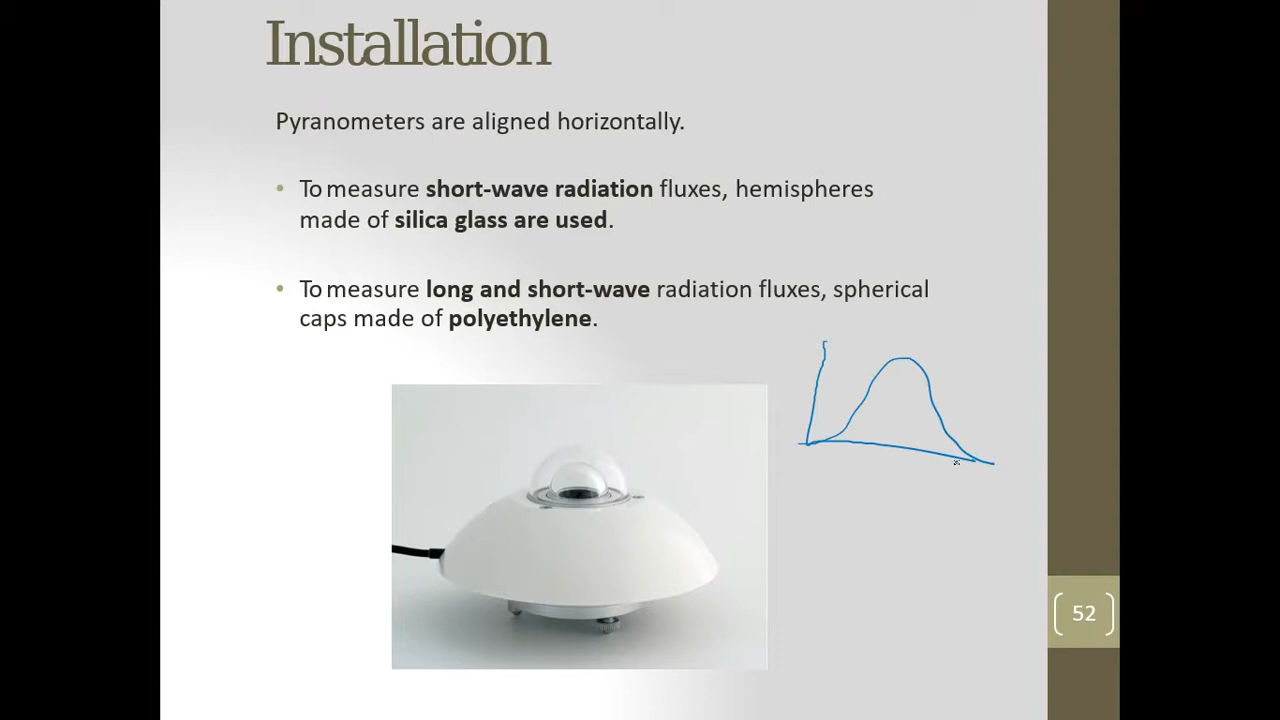 Installation
Pyranometers are aligned horizontally.
• To measure short-wave radiation fluxes, hemispheres
made of silica glass are used.
• To measure long and short-wave radiation fluxes, spherical
caps made of polyethylene.
52